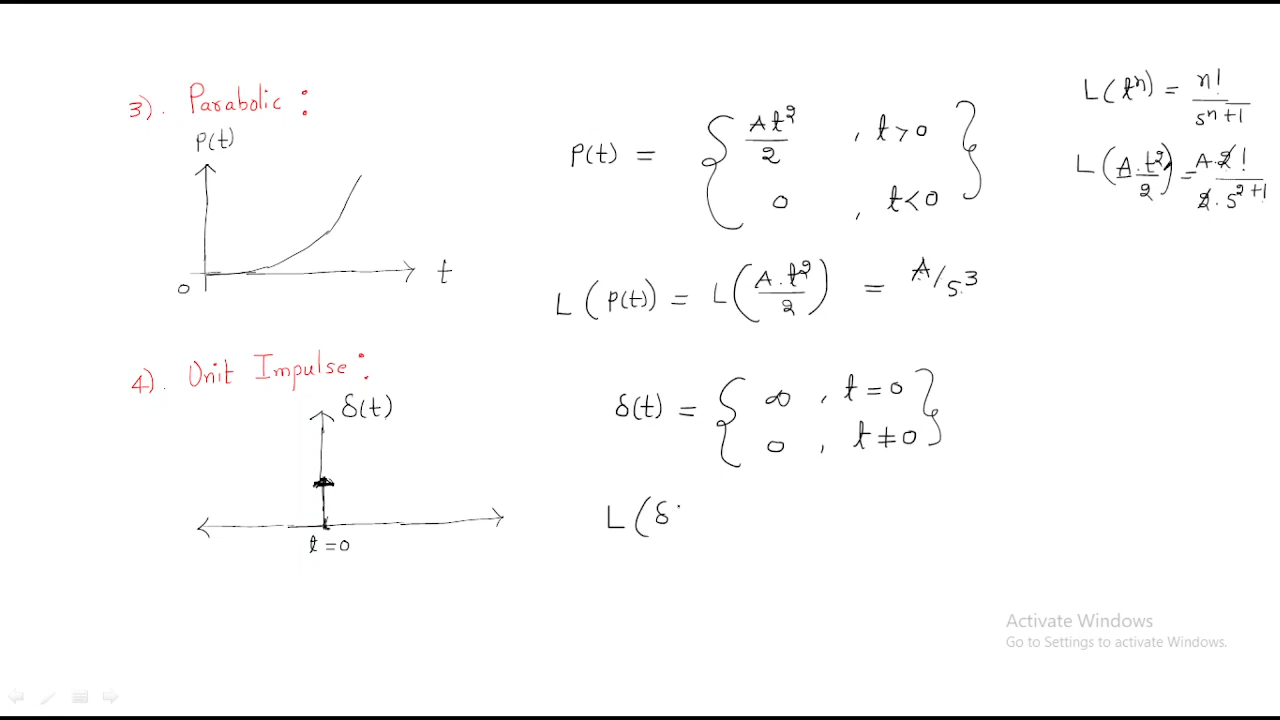 3). Parabolic :
P(t)
0
t
P(t) = { At²/2 , t > 0
0 , t < 0 }
L(tⁿ) = n!/sⁿ⁺¹
L(A.t²/2) = A.2!/2.s²⁺¹
L(P(t) = L(A.t²/2) = A/s³
4). Unit Impulse :
δ(t)
t = 0
δ(t) = { ∞ , t = 0
0 , t ≠ 0 }
L(δ
Activate Windows
Go to Settings to activate Windows.